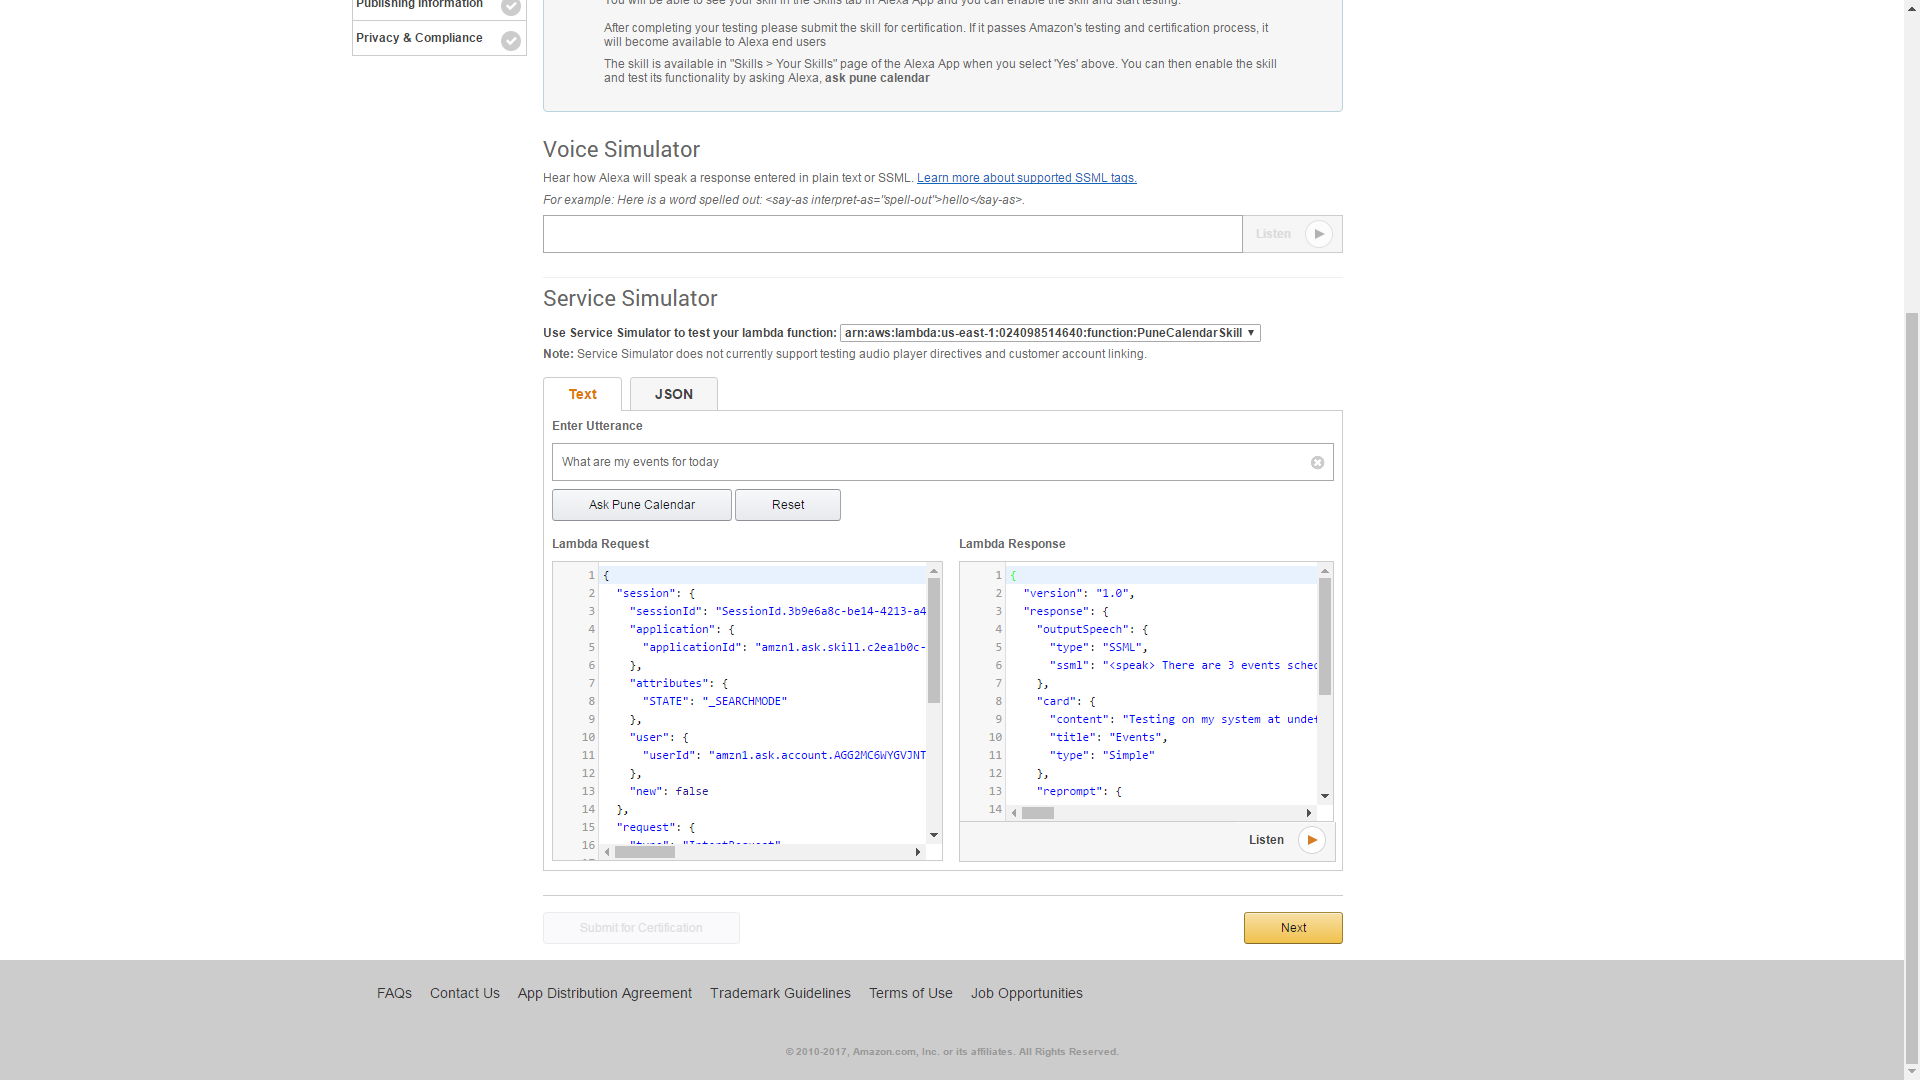 Publishing Information
Privacy & Compliance
You will be able to see your skill in the Skills tab in Alexa App and you can enable the skill and start testing.
After completing your testing please submit the skill for certification. If it passes Amazon's testing and certification process, it
will become available to Alexa end users
The skill is available in "Skills > Your Skills" page of the Alexa App when you select 'Yes' above. You can then enable the skill
and test its functionality by asking Alexa, ask pune calendar
Voice Simulator
Hear how Alexa will speak a response entered in plain text or SSML. Learn more about supported SSML tags.
For example: Here is a word spelled out: <say-as interpret-as="spell-out">hello</say-as>.
Listen
Service Simulator
Use Service Simulator to test your lambda function: arn:aws:lambda:us-east-1:024098514640:function:PuneCalendarSkill
Note: Service Simulator does not currently support testing audio player directives and customer account linking.
Text JSON
Enter Utterance
What are my events for today
Ask Pune Calendar Reset
Lambda Request
1 {
2 "session": {
3 "sessionId": "SessionId.3b9e6a8c-be14-4213-a4
4 "application": {
5 "applicationId": "amzn1.ask.skill.c2ea1b0c-
6 },
7 "attributes": {
8 "STATE": "_SEARCHMODE"
9 },
10 "user": {
11 "userId": "amzn1.ask.account.AGG2MC6WYGVJNT
12 },
13 "new": false
14 },
15 "request": {
16 "type": "IntentRequest",
Lambda Response
1 {
2 "version": "1.0",
3 "response": {
4 "outputSpeech": {
5 "type": "SSML",
6 "ssml": "<speak> There are 3 events sched
7 },
8 "card": {
9 "content": "Testing on my system at undef
10 "title": "Events",
11 "type": "Simple"
12 },
13 "reprompt": {
14
Listen
Submit for Certification
Next
FAQs Contact Us App Distribution Agreement Trademark Guidelines Terms of Use Job Opportunities
© 2010-2017, Amazon.com, Inc. or its affiliates. All Rights Reserved.